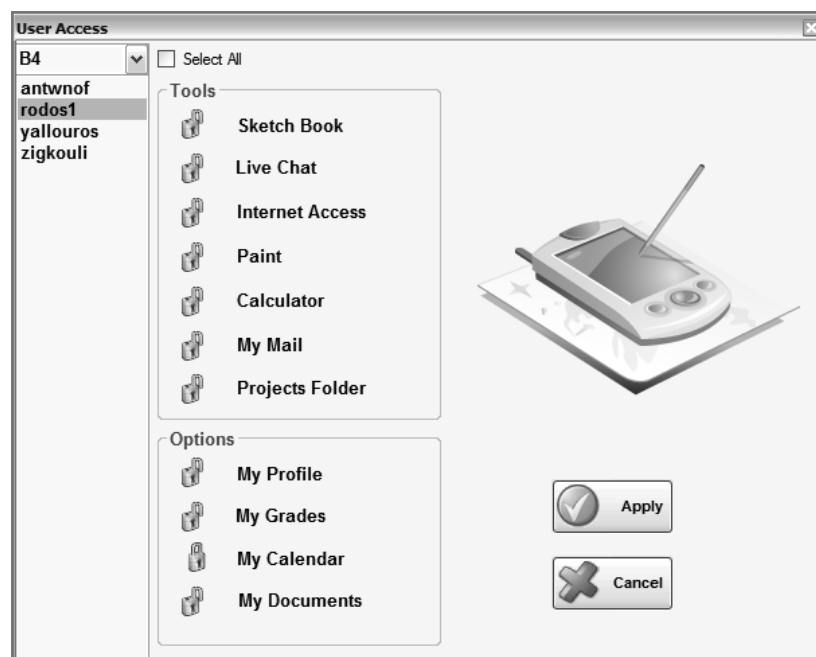 User Access
B4
Select All
antwnof
rodos1
yallouros
zigkouli
Tools
Sketch Book
Live Chat
Internet Access
Paint
Calculator
My Mail
Projects Folder
Options
My Profile
My Grades
My Calendar
My Documents
Apply
Cancel